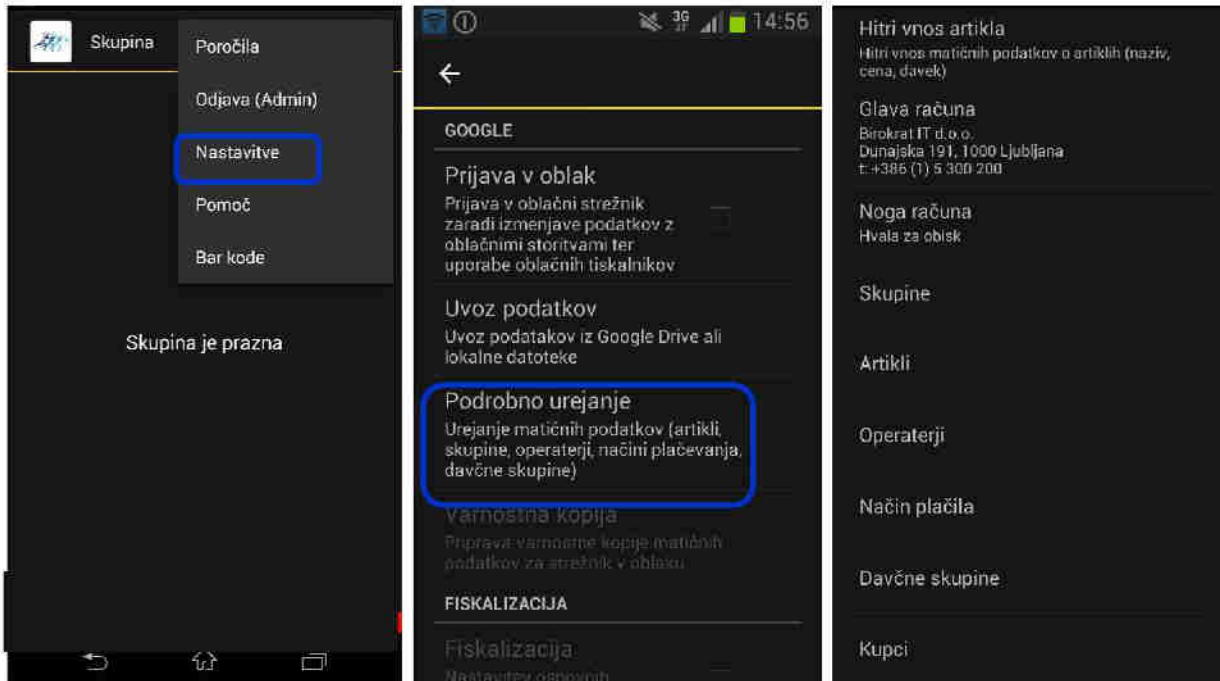 Skupina
Poročila
Odjava (Admin)
Nastavitve
Pomoč
Bar kode
Skupina je prazna
3G
14:56
GOOGLE
Prijava v oblak
Prijava v oblačni strežnik
zaradi izmenjave podatkov z
oblačnimi storitvami ter
uporabe oblačnih tiskalnikov
Uvoz podatkov
Uvoz podatakov iz Google Drive ali
lokalne datoteke
Podrobno urejanje
Urejanje matičnih podatkov (artikli,
skupine, operaterji, načini plačevanja,
davčne skupine)
Varnostna kopija
Priprava varnostne kopije matičnih
podatkov za strežnik v oblaku
FISKALIZACIJA
Fiskalizacija
Nastavitev osnovnih
Hitri vnos artikla
Hitri vnos matičnih podatkov o artiklih (naziv,
cena, davek)
Glava računa
Birokrat IT d.o.o.
Dunajska 191, 1000 Ljubljana
t: +386 (1) 5 300 200
Noga računa
Hvala za obisk
Skupine
Artikli
Operaterji
Način plačila
Davčne skupine
Kupci